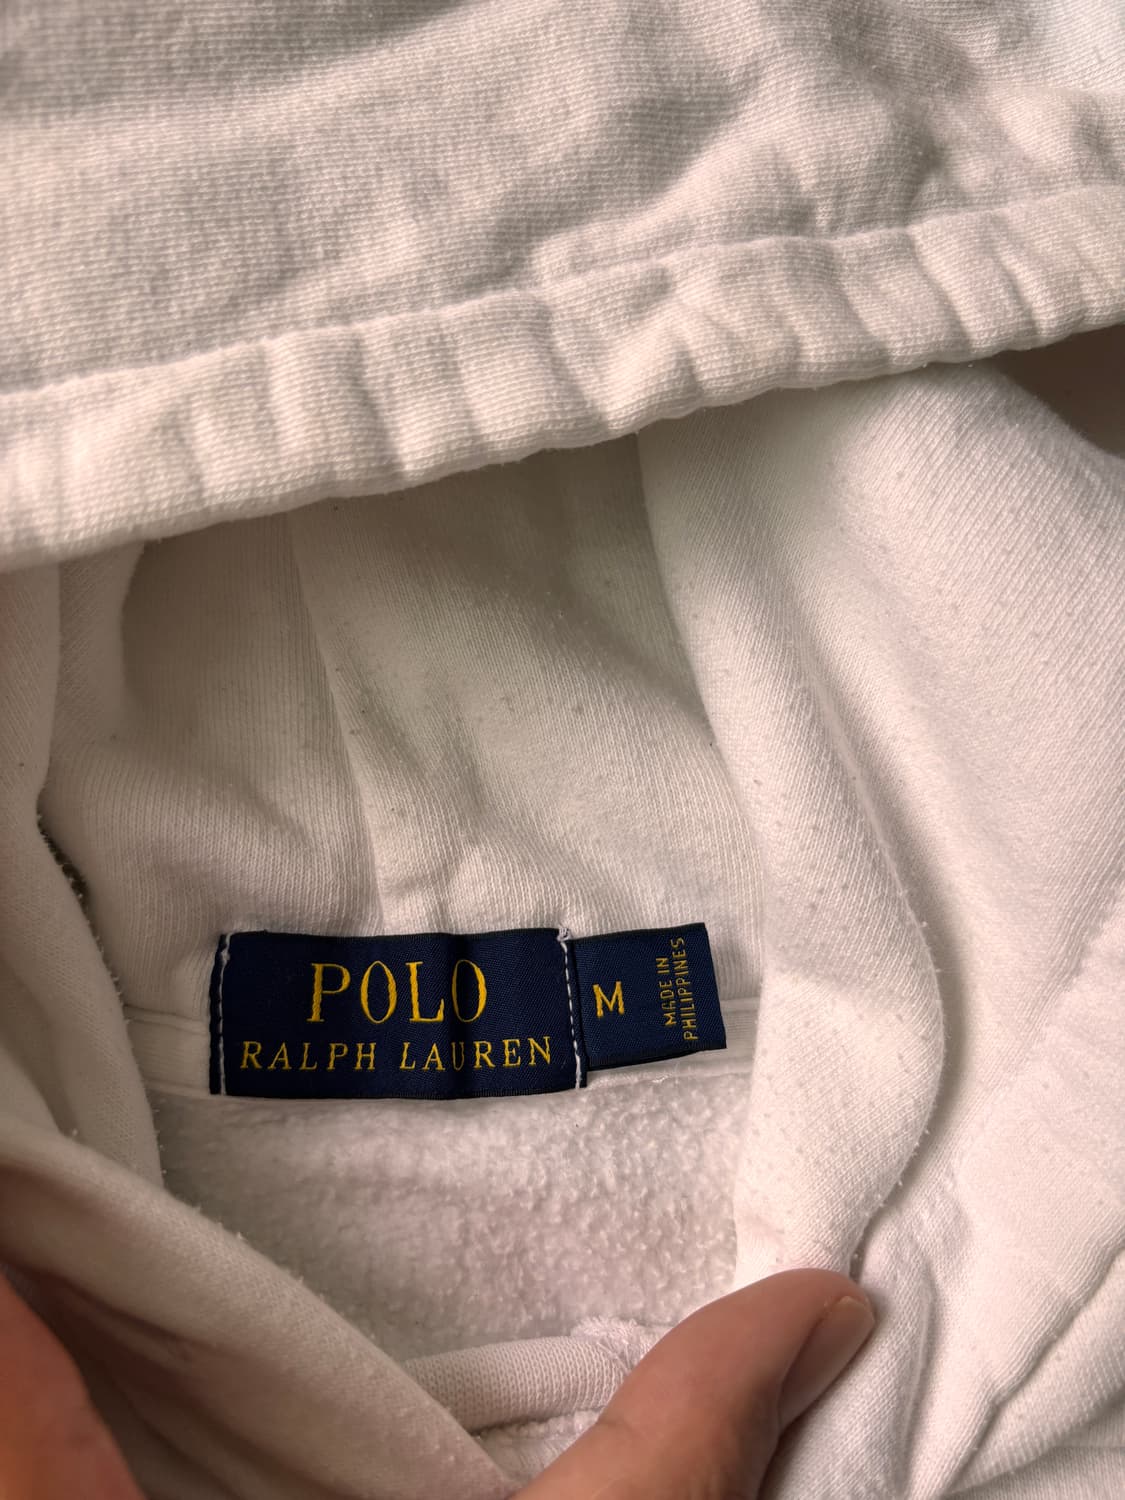 POLO
RALPH LAUREN
M
MADE IN
PHILIPPINES